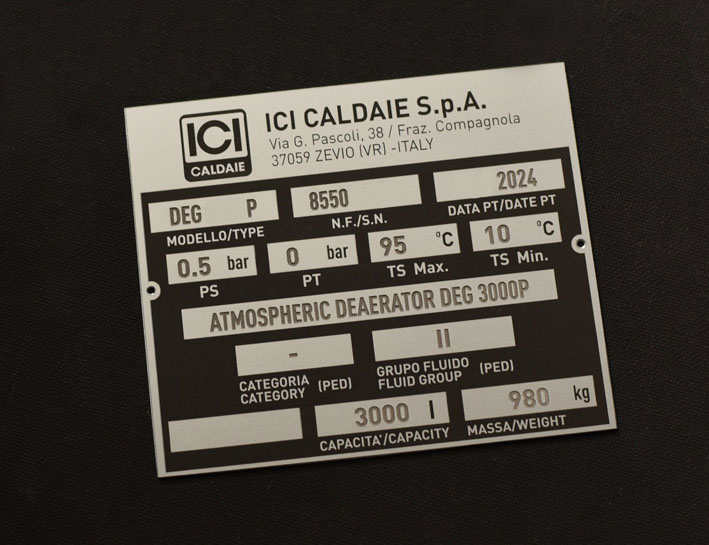 ICI
CALDAIE
ICI CALDAIE S.p.A.
Via G. Pascoli, 38 / Fraz. Compagnola
37059 ZEVIO (VR) -ITALY
DEG P
MODELLO/TYPE
8550
N.F./S.N.
2024
DATA PT/DATE PT
0.5 bar
PS
0 bar
PT
95 °C
TS Max.
10 °C
TS Min.
ATMOSPHERIC DEAERATOR DEG 3000P
-
CATEGORIA
CATEGORY (PED)
II
GRUPO FLUIDO
FLUID GROUP (PED)
3000 l
CAPACITA'/CAPACITY
980 kg
MASSA/WEIGHT